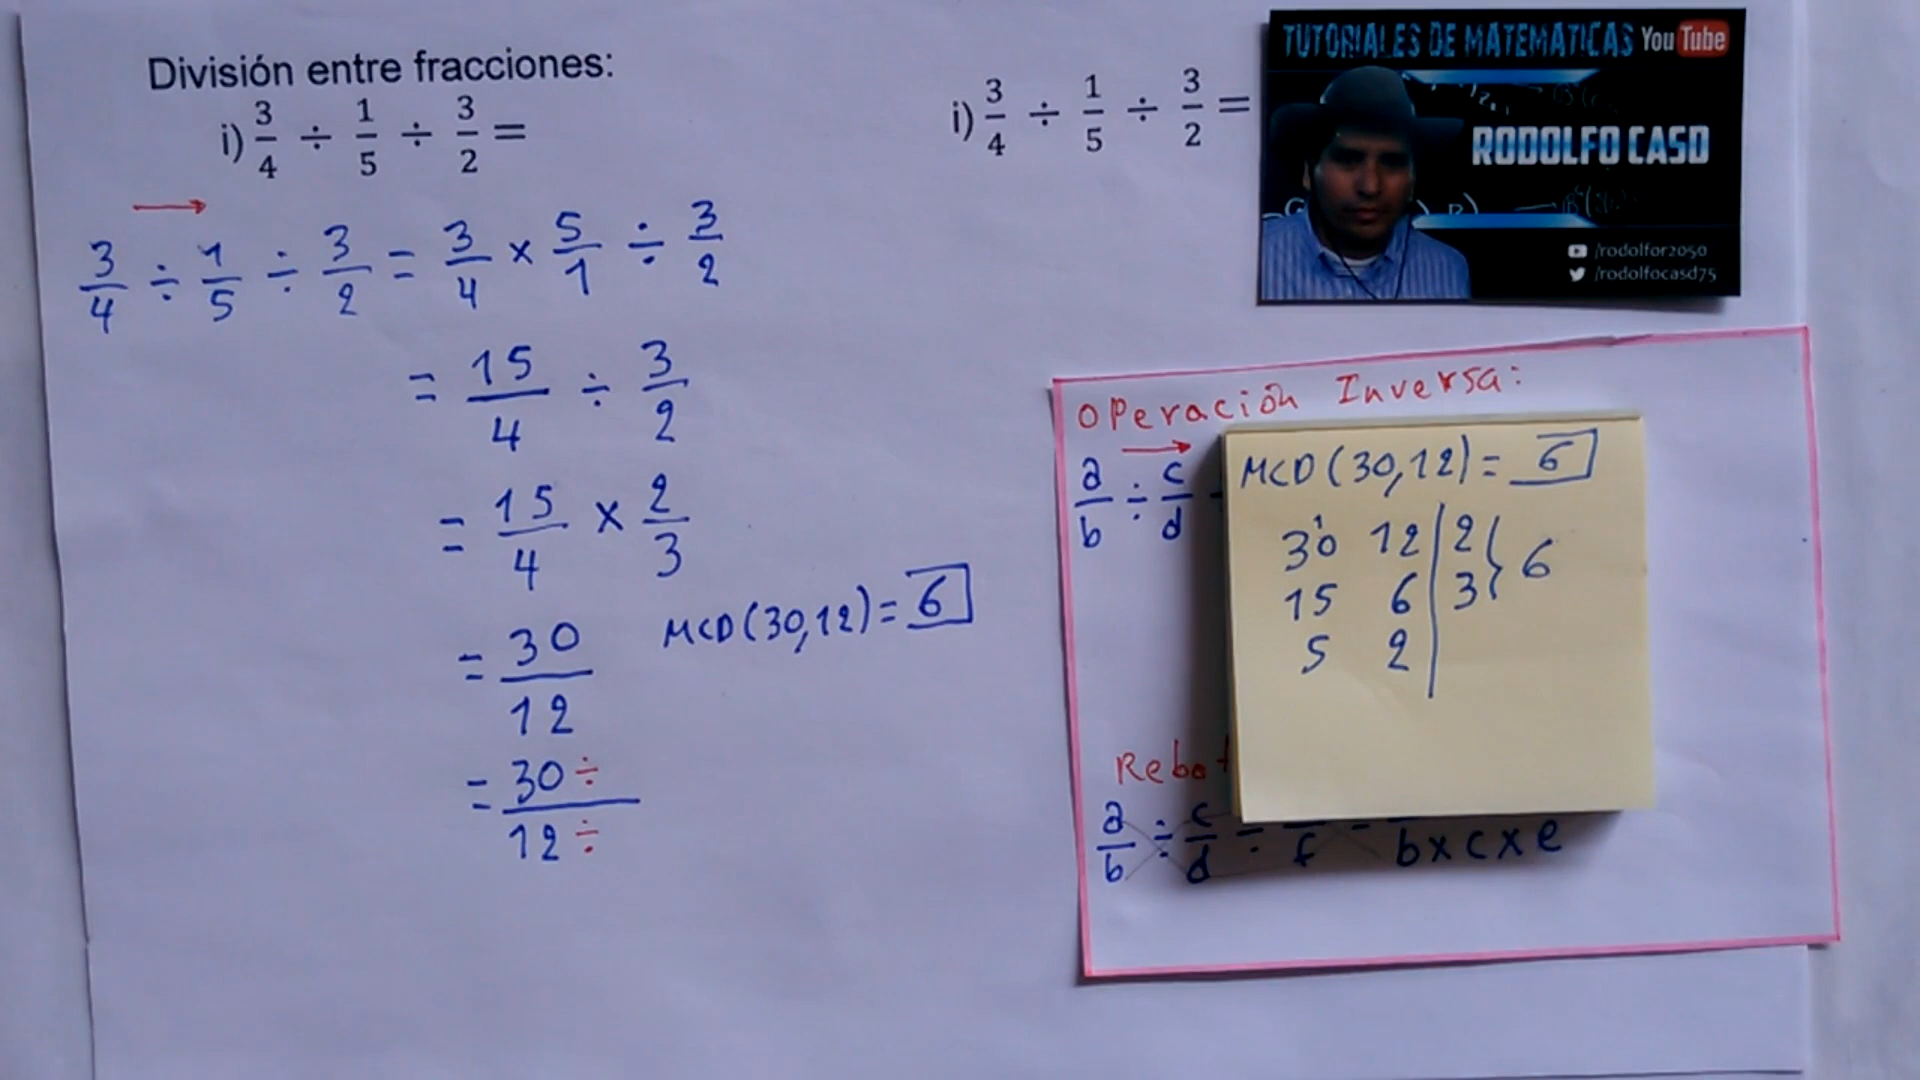 División entre fracciones:
i) 3/4 ÷ 1/5 ÷ 3/2 =
3/4 ÷ 1/5 ÷ 3/2 = 3/4 × 5/1 ÷ 3/2
= 15/4 ÷ 3/2
= 15/4 × 2/3
= 30/12
MCD(30,12) = 6
= 30÷/12÷
i) 3/4 ÷ 1/5 ÷ 3/2 =
TUTORIALES DE MATEMATICAS YouTube
RODOLFO CASD
/rodolfor2050
/rodolfocasd75
Operación Inversa:
a/b ÷ c/d
MCD(30,12) = 6
30 12 | 2 } 6
15 6 | 3
5 2 |
a/b ÷ c/d ÷ /f = /b×c×e